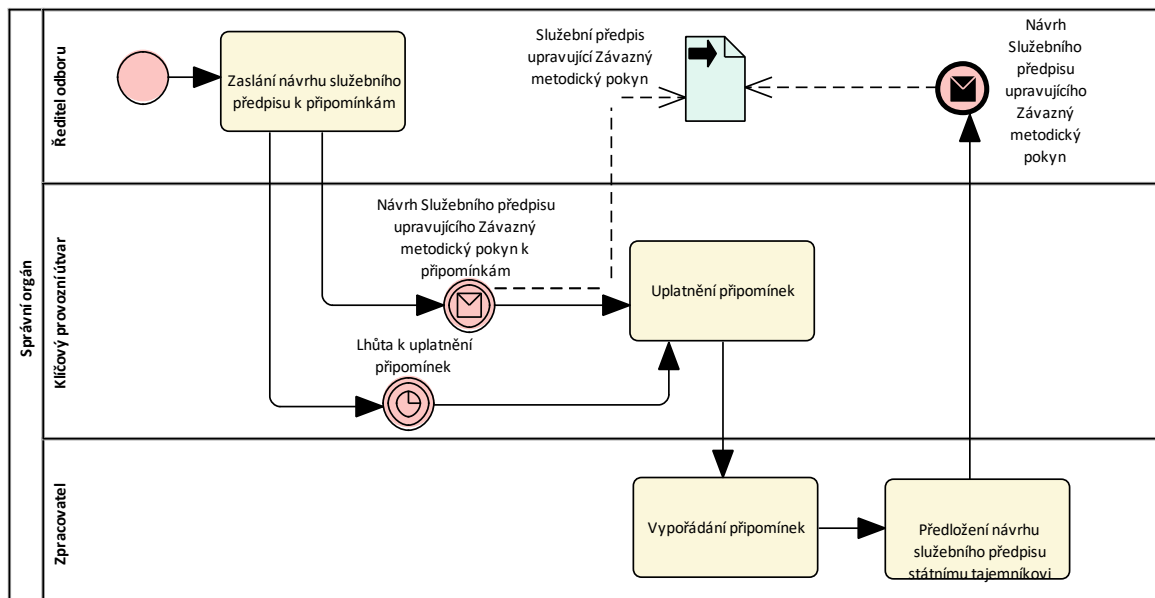 Správní orgán
Ředitel odboru
Zaslání návrhu služebního
předpisu k připomínkám
Služební předpis
upravující Závazný
metodický pokyn
Návrh
Služebního
předpisu
upravujícího
Závazný
metodický
pokyn
Klíčový provozní útvar
Návrh Služebního předpisu
upravujícího Závazný
metodický pokyn k
připomínkám
Uplatnění připomínek
Lhůta k uplatnění
připomínek
Zpracovatel
Vypořádání připomínek
Předložení návrhu
služebního předpisu
státnímu tajemníkovi